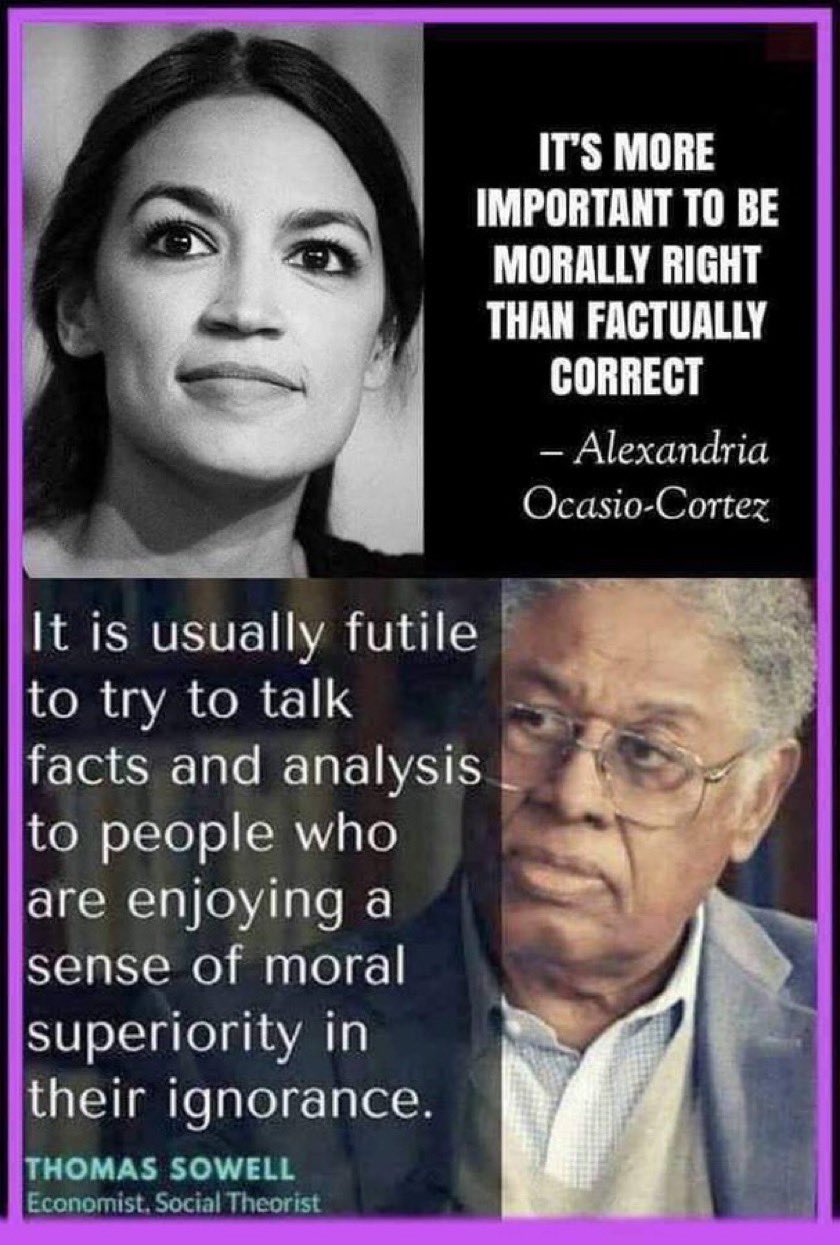 IT'S MORE
IMPORTANT TO BE
MORALLY RIGHT
THAN FACTUALLY
CORRECT
– Alexandria
Ocasio-Cortez
It is usually futile
to try to talk
facts and analysis
to people who
are enjoying a
sense of moral
superiority in
their ignorance.
THOMAS SOWELL
Economist, Social Theorist